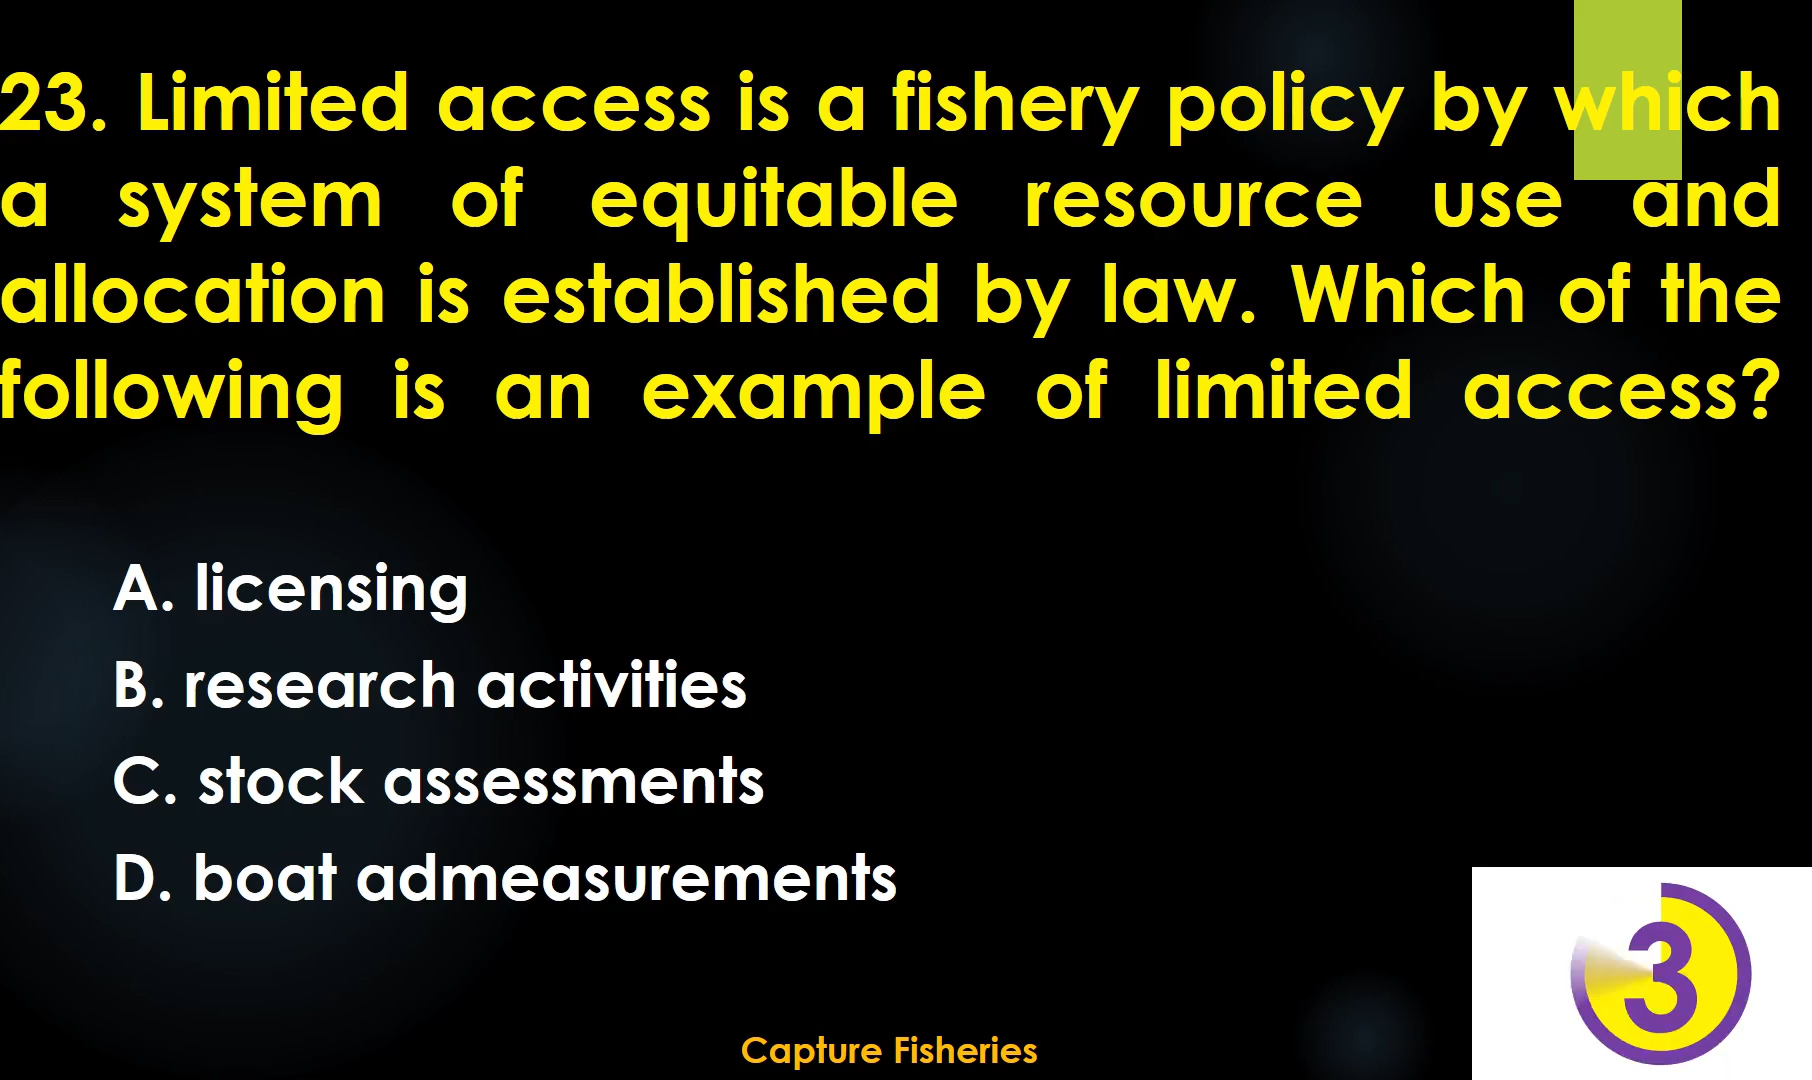 23. Limited access is a fishery policy by which
a system of equitable resource use and
allocation is established by law. Which of the
following is an example of limited access?
A. licensing
B. research activities
C. stock assessments
D. boat admeasurements
3
Capture Fisheries